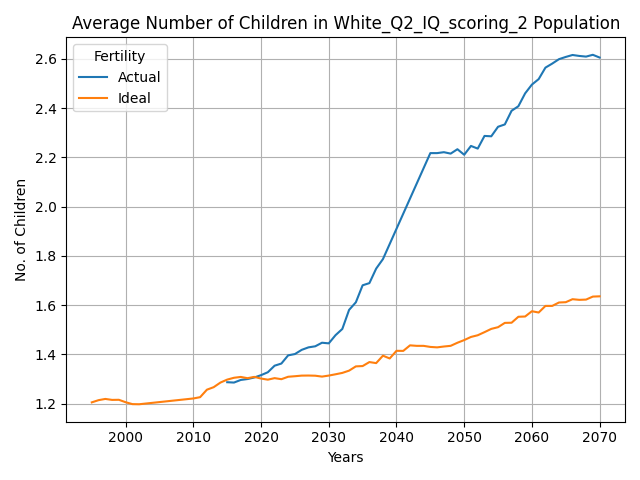 Average Number of Children in White_Q2_IQ_scoring_2 Population
Fertility
Actual
Ideal
No. of Children
2.6
2.4
2.2
2.0
1.8
1.6
1.4
1.2
2000 2010 2020 2030 2040 2050 2060 2070
Years